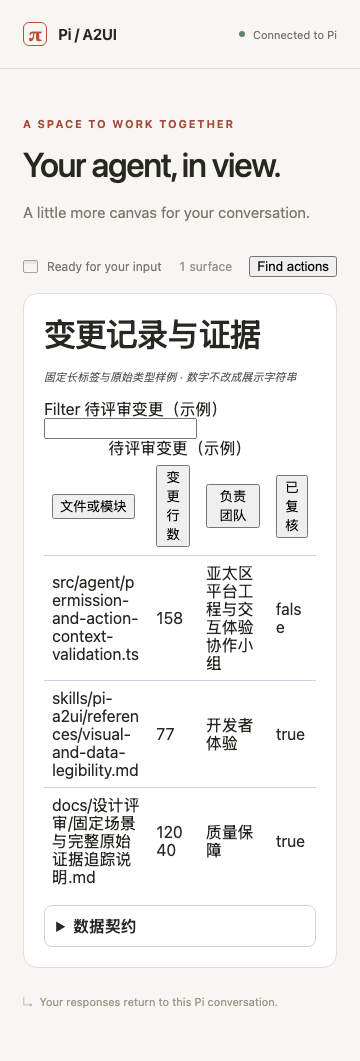 π Pi / A2UI
Connected to Pi
A SPACE TO WORK TOGETHER
Your agent, in view.
A little more canvas for your conversation.
Ready for your input 1 surface Find actions
变更记录与证据
固定长标签与原始类型样例 · 数字不改成展示字符串
Filter 待评审变更（示例）
待评审变更（示例）
文件或模块
变
更
行
数
负责
团队
已
复
核
src/agent/p
ermission-
and-action-
context-
validation.ts
158
亚太区
平台工
程与交
互体验
协作小
组
fals
e
skills/pi-
a2ui/referen
ces/visual-
and-data-
legibility.md
77
开发者
体验
true
docs/设计评
审/固定场景
与完整原始
证据追踪说
明.md
120
40
质量保
障
true
数据契约
Your responses return to this Pi conversation.